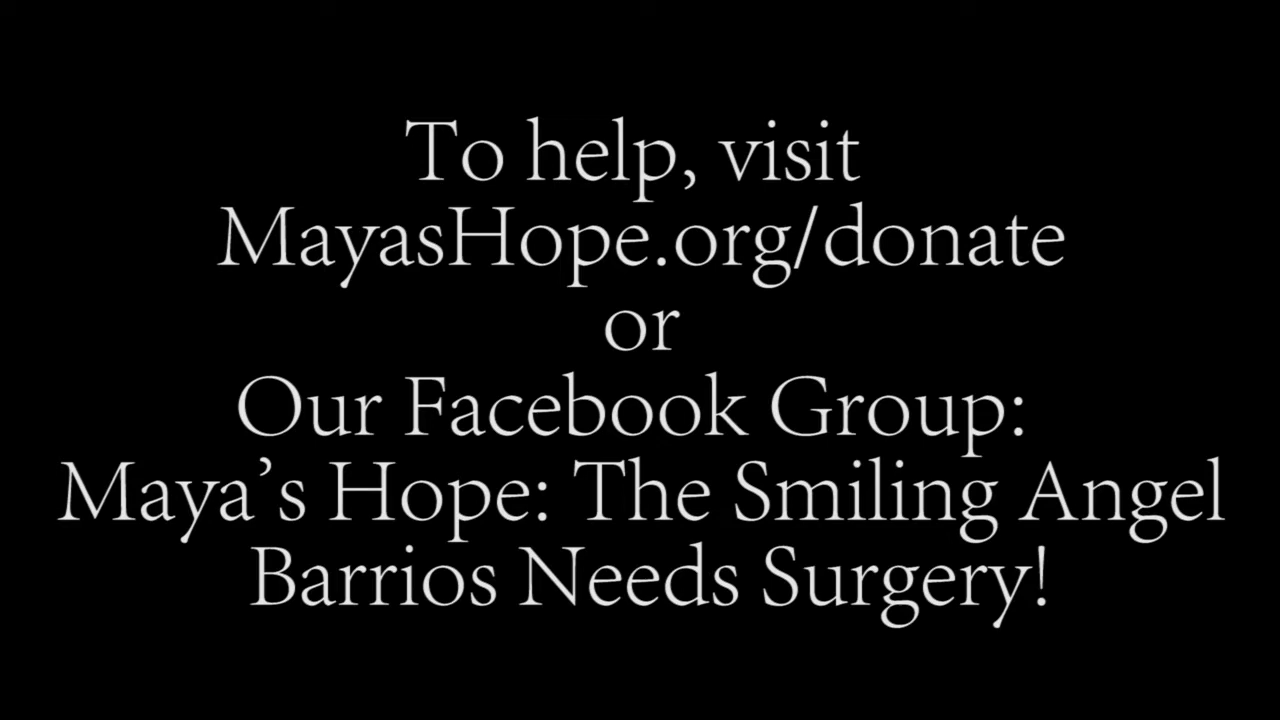 To help, visit
MayasHope.org/donate
or
Our Facebook Group:
Maya’s Hope: The Smiling Angel
Barrios Needs Surgery!